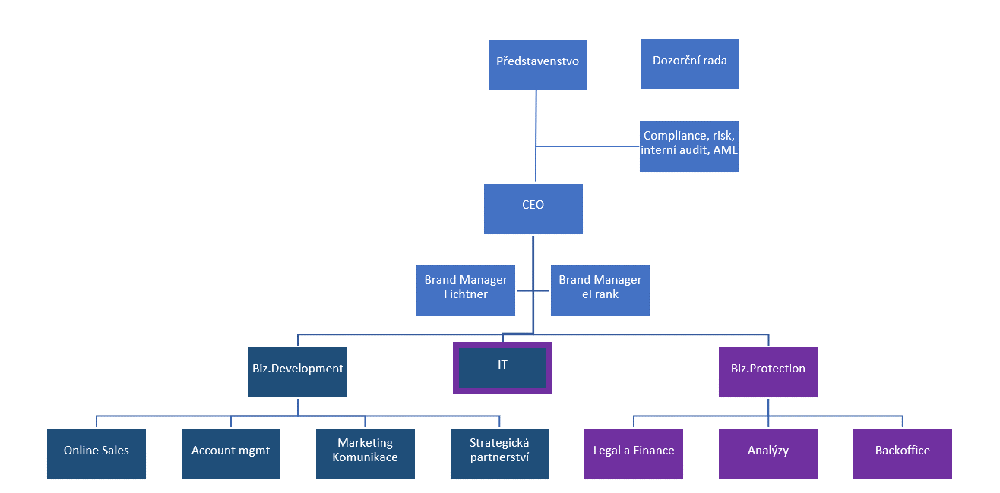 Představenstvo
Dozorční rada
Compliance, risk,
interní audit, AML
CEO
Brand Manager
Fichtner
Brand Manager
eFrank
Biz.Development
IT
Biz.Protection
Online Sales
Account mgmt
Marketing
Komunikace
Strategická
partnerství
Legal a Finance
Analýzy
Backoffice